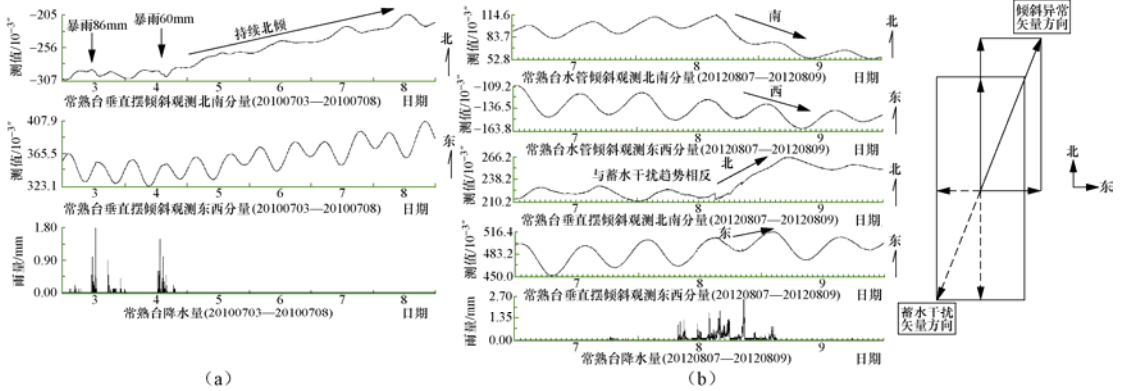 -205
-256
-307
测值/10⁻³″
暴雨86mm
暴雨60mm
持续北倾
北
3 4 5 6 7 8
常熟台垂直摆倾斜观测北南分量(20100703—20100708) 日期
407.9
365.5
323.1
测值/10⁻³″
东
3 4 5 6 7 8
常熟台垂直摆倾斜观测东西分量(20100703—20100708) 日期
1.80
0.90
0.00
雨量/mm
3 4 5 6 7 8
常熟台降水量(20100703—20100708) 日期
(a)
114.6
83.7
52.8
测值/10⁻³″
南
北
7 8 9
常熟台水管倾斜观测北南分量(20120807—20120809) 日期
-109.2
-136.5
-163.8
测值/10⁻³″
西
东
7 8 9
常熟台水管倾斜观测东西分量(20120807—20120809) 日期
266.2
238.2
210.2
测值/10⁻³″
与蓄水干扰趋势相反
北
北
7 8 9
常熟台垂直摆倾斜观测北南分量(20120807—20120809) 日期
516.4
483.2
450.0
测值/10⁻³″
东
东
7 8 9
常熟台垂直摆倾斜观测东西分量(20120807—20120809) 日期
2.70
1.35
0.00
雨量/mm
7 8 9
常熟台降水量(20120807—20120809) 日期
(b)
倾斜异常
矢量方向
北
东
蓄水干扰
矢量方向